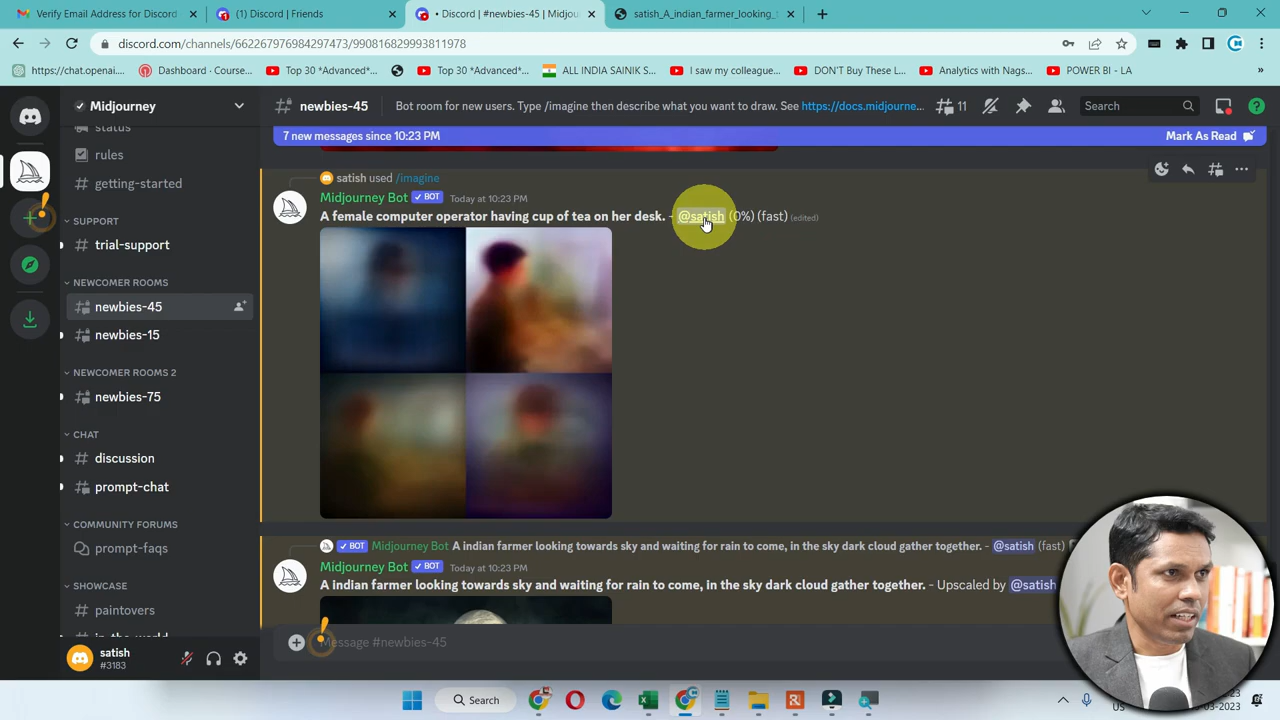 Verify Email Address for Discord
(1) Discord | Friends
• Discord | #newbies-45 | Midjou
satish_A_indian_farmer_looking_t
discord.com/channels/662267976984297473/990816829993811978
https://chat.openai....
Dashboard · Course...
Top 30 *Advanced*...
Top 30 *Advanced*...
ALL INDIA SAINIK S...
I saw my colleague...
DON'T Buy These L...
Analytics with Nags...
POWER BI - LA
Midjourney
newbies-45
Bot room for new users. Type /imagine then describe what you want to draw. See https://docs.midjourne...
11
Search
7 new messages since 10:23 PM
Mark As Read
status
rules
getting-started
SUPPORT
trial-support
NEWCOMER ROOMS
newbies-45
newbies-15
NEWCOMER ROOMS 2
newbies-75
CHAT
discussion
prompt-chat
COMMUNITY FORUMS
prompt-faqs
SHOWCASE
paintovers
satish
#3183
satish used /imagine
Midjourney Bot BOT Today at 10:23 PM
A female computer operator having cup of tea on her desk. - @satish (0%) (fast) (edited)
BOT Midjourney Bot A indian farmer looking towards sky and waiting for rain to come, in the sky dark cloud gather together. - @satish (fast)
Midjourney Bot BOT Today at 10:23 PM
A indian farmer looking towards sky and waiting for rain to come, in the sky dark cloud gather together. - Upscaled by @satish
Message #newbies-45
Search
US